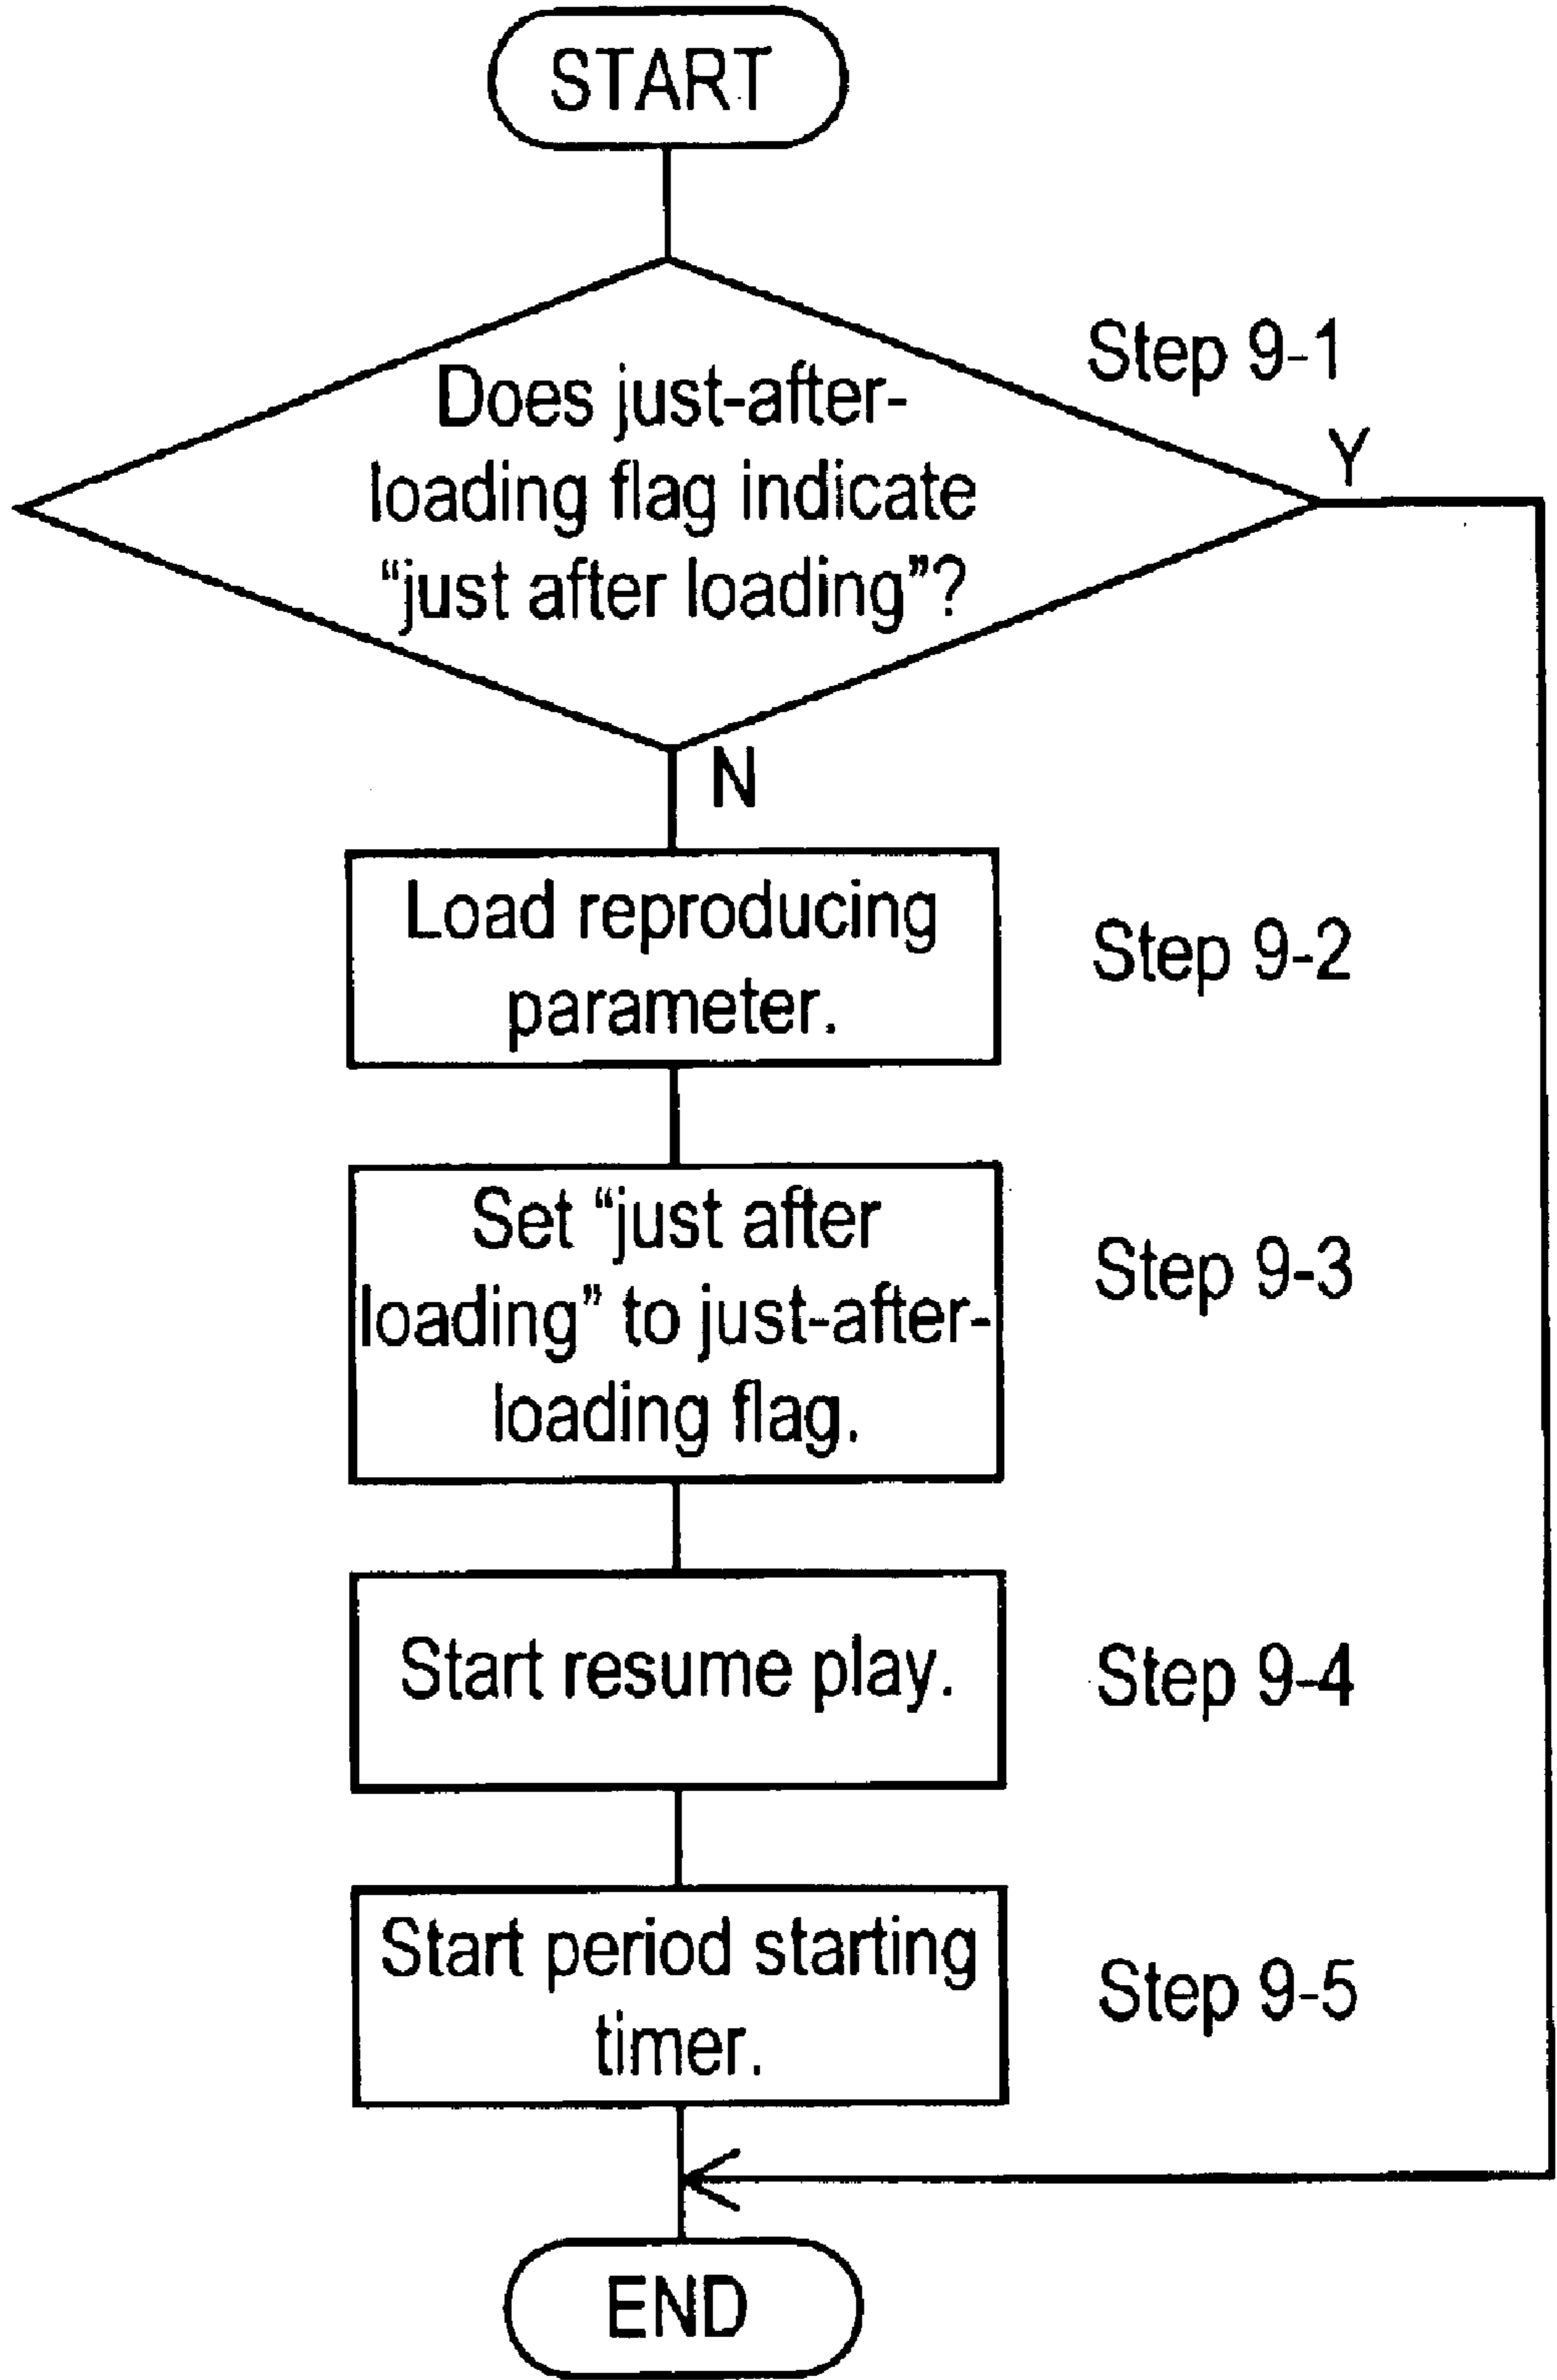 START
Step 9-1
Does just-after-
loading flag indicate
“just after loading”?
Y
N
Load reproducing
parameter.
Step 9-2
Set “just after
loading” to just-after-
loading flag.
Step 9-3
Start resume play.
Step 9-4
Start period starting
timer.
Step 9-5
END